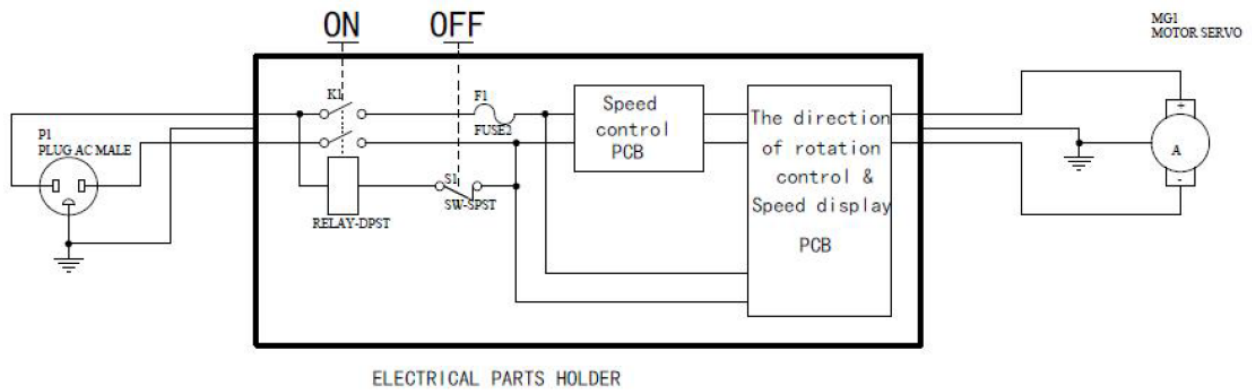 ON
OFF
MG1
MOTOR SERVO
K1
F1
FUSE2
Speed
control
PCB
The direction
of rotation
control &
Speed display
PCB
P1
PLUG AC MALE
S1
SW-SPST
RELAY-DPST
+
A
-
ELECTRICAL PARTS HOLDER